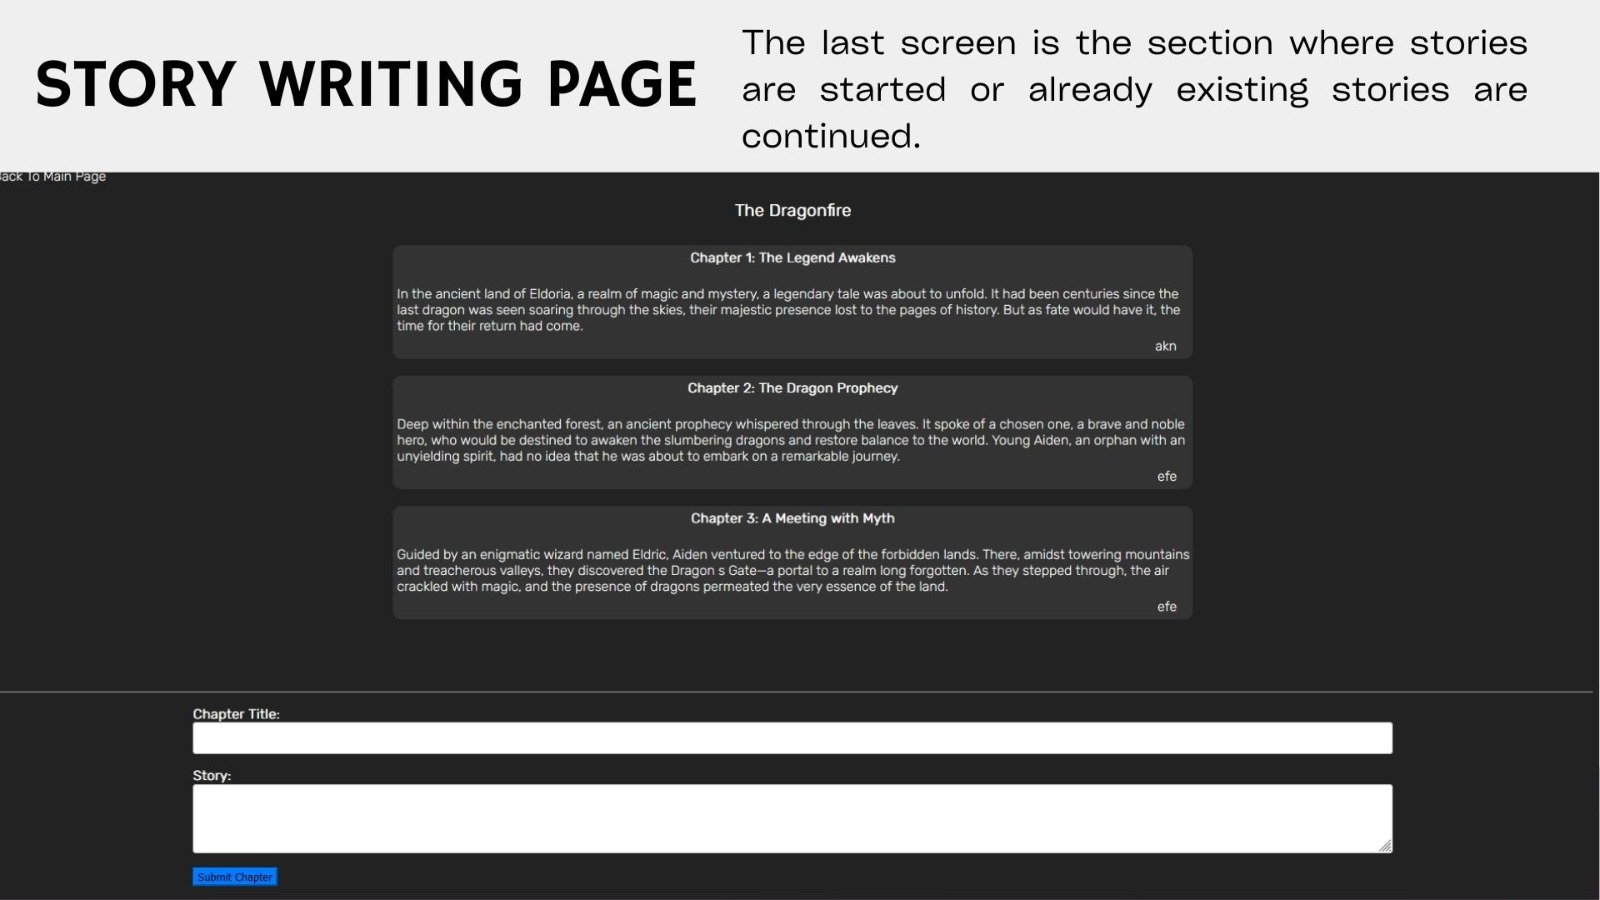 STORY WRITING PAGE
The last screen is the section where stories
are started or already existing stories are
continued.
Back To Main Page
The Dragonfire
Chapter 1: The Legend Awakens
In the ancient land of Eldoria, a realm of magic and mystery, a legendary tale was about to unfold. It had been centuries since the
last dragon was seen soaring through the skies, their majestic presence lost to the pages of history. But as fate would have it, the
time for their return had come.
akn
Chapter 2: The Dragon Prophecy
Deep within the enchanted forest, an ancient prophecy whispered through the leaves. It spoke of a chosen one, a brave and noble
hero, who would be destined to awaken the slumbering dragons and restore balance to the world. Young Aiden, an orphan with an
unyielding spirit, had no idea that he was about to embark on a remarkable journey.
efe
Chapter 3: A Meeting with Myth
Guided by an enigmatic wizard named Eldric, Aiden ventured to the edge of the forbidden lands. There, amidst towering mountains
and treacherous valleys, they discovered the Dragon s Gate—a portal to a realm long forgotten. As they stepped through, the air
crackled with magic, and the presence of dragons permeated the very essence of the land.
efe
Chapter Title:
Story:
Submit Chapter